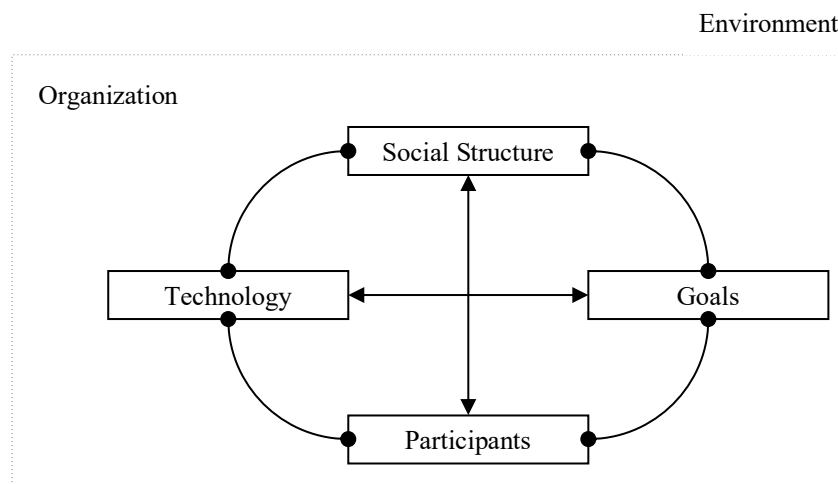 Environment
Organization
Social Structure
Technology
Goals
Participants